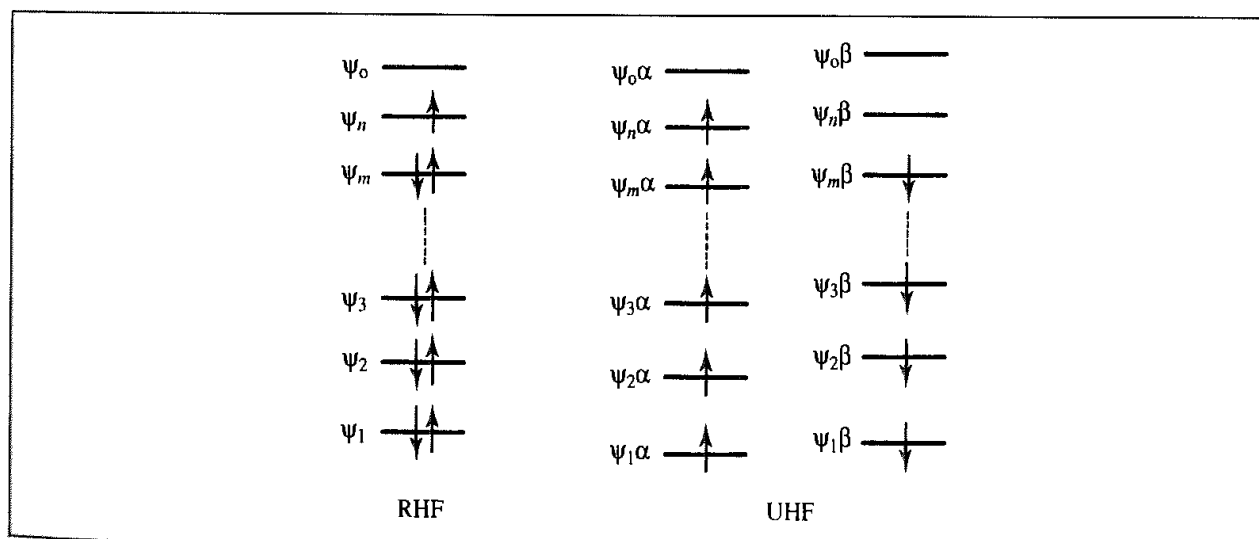 ψₒ
ψₙ
ψₘ
ψ₃
ψ₂
ψ₁
RHF
ψₒα
ψₙα
ψₘα
ψ₃α
ψ₂α
ψ₁α
ψₒβ
ψₙβ
ψₘβ
ψ₃β
ψ₂β
ψ₁β
UHF